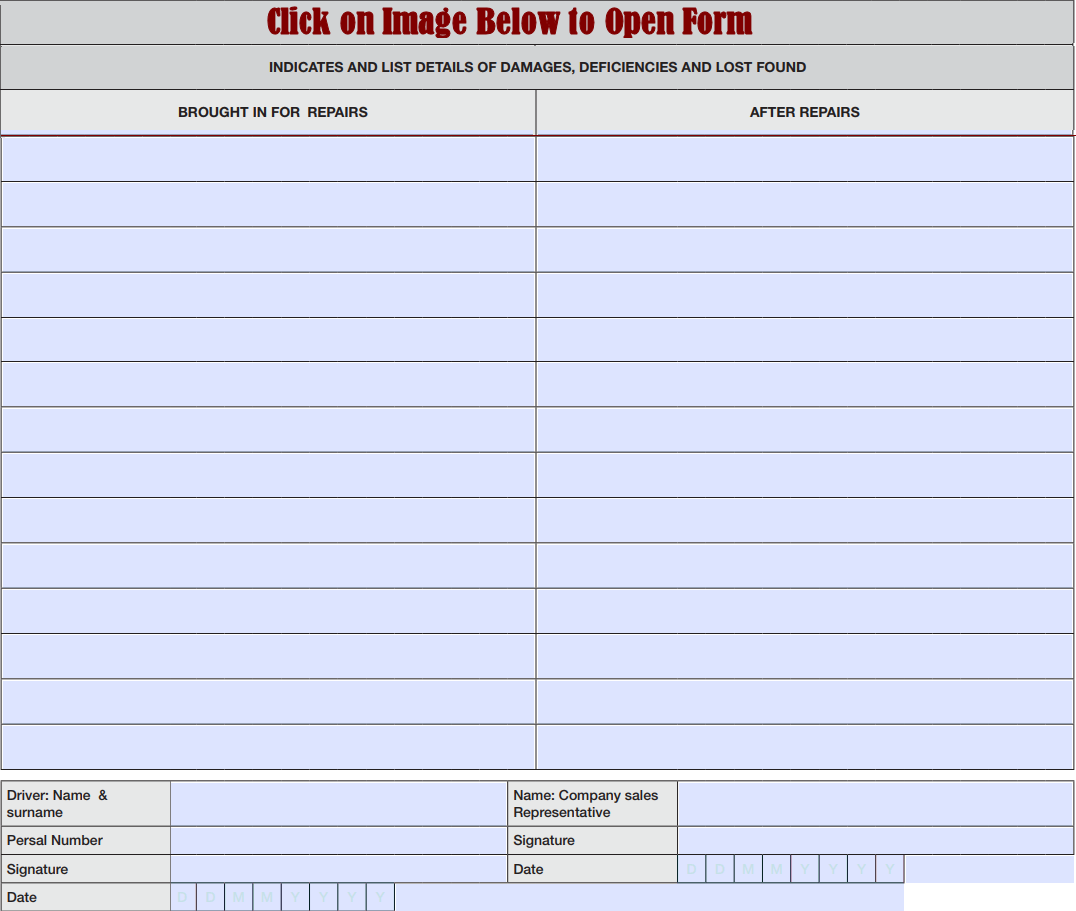 Click on Image Below to Open Form
INDICATES AND LIST DETAILS OF DAMAGES, DEFICIENCIES AND LOST FOUND
BROUGHT IN FOR REPAIRS
AFTER REPAIRS
Driver: Name &
surname
Name: Company sales
Representative
Persal Number
Signature
Signature
Date
D D M M Y Y Y Y
Date
D D M M Y Y Y Y